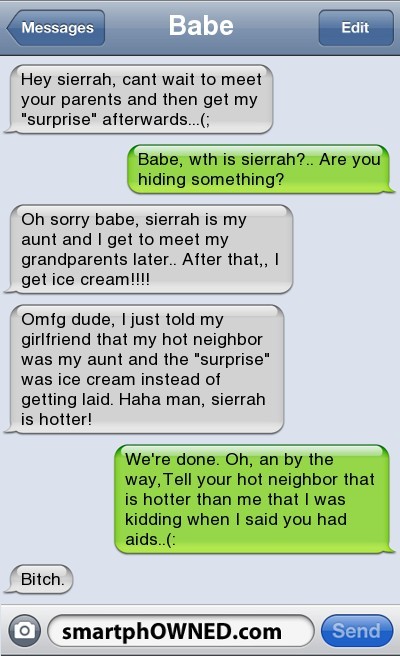 Messages
Babe
Edit
Hey sierrah, cant wait to meet
your parents and then get my
"surprise" afterwards...(;
Babe, wth is sierrah?.. Are you
hiding something?
Oh sorry babe, sierrah is my
aunt and I get to meet my
grandparents later.. After that,, I
get ice cream!!!!
Omfg dude, I just told my
girlfriend that my hot neighbor
was my aunt and the "surprise"
was ice cream instead of
getting laid. Haha man, sierrah
is hotter!
We're done. Oh, an by the
way,Tell your hot neighbor that
is hotter than me that I was
kidding when I said you had
aids..(:
Bitch.
smartphOWNED.com
Send